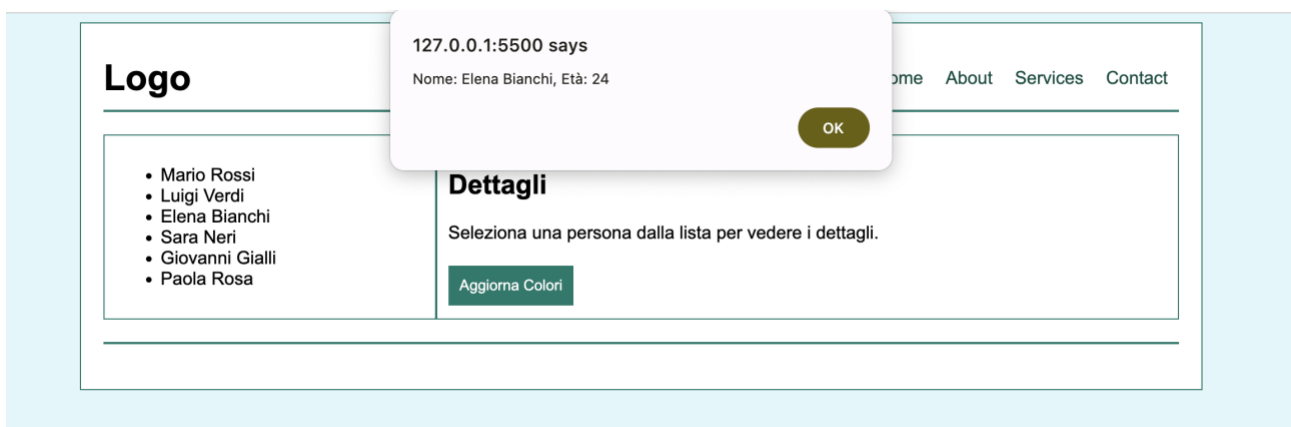 127.0.0.1:5500 says
Nome: Elena Bianchi, Età: 24
OK
Logo
About Services Contact
Mario Rossi
Luigi Verdi
Elena Bianchi
Sara Neri
Giovanni Gialli
Paola Rosa
Dettagli
Seleziona una persona dalla lista per vedere i dettagli.
Aggiorna Colori